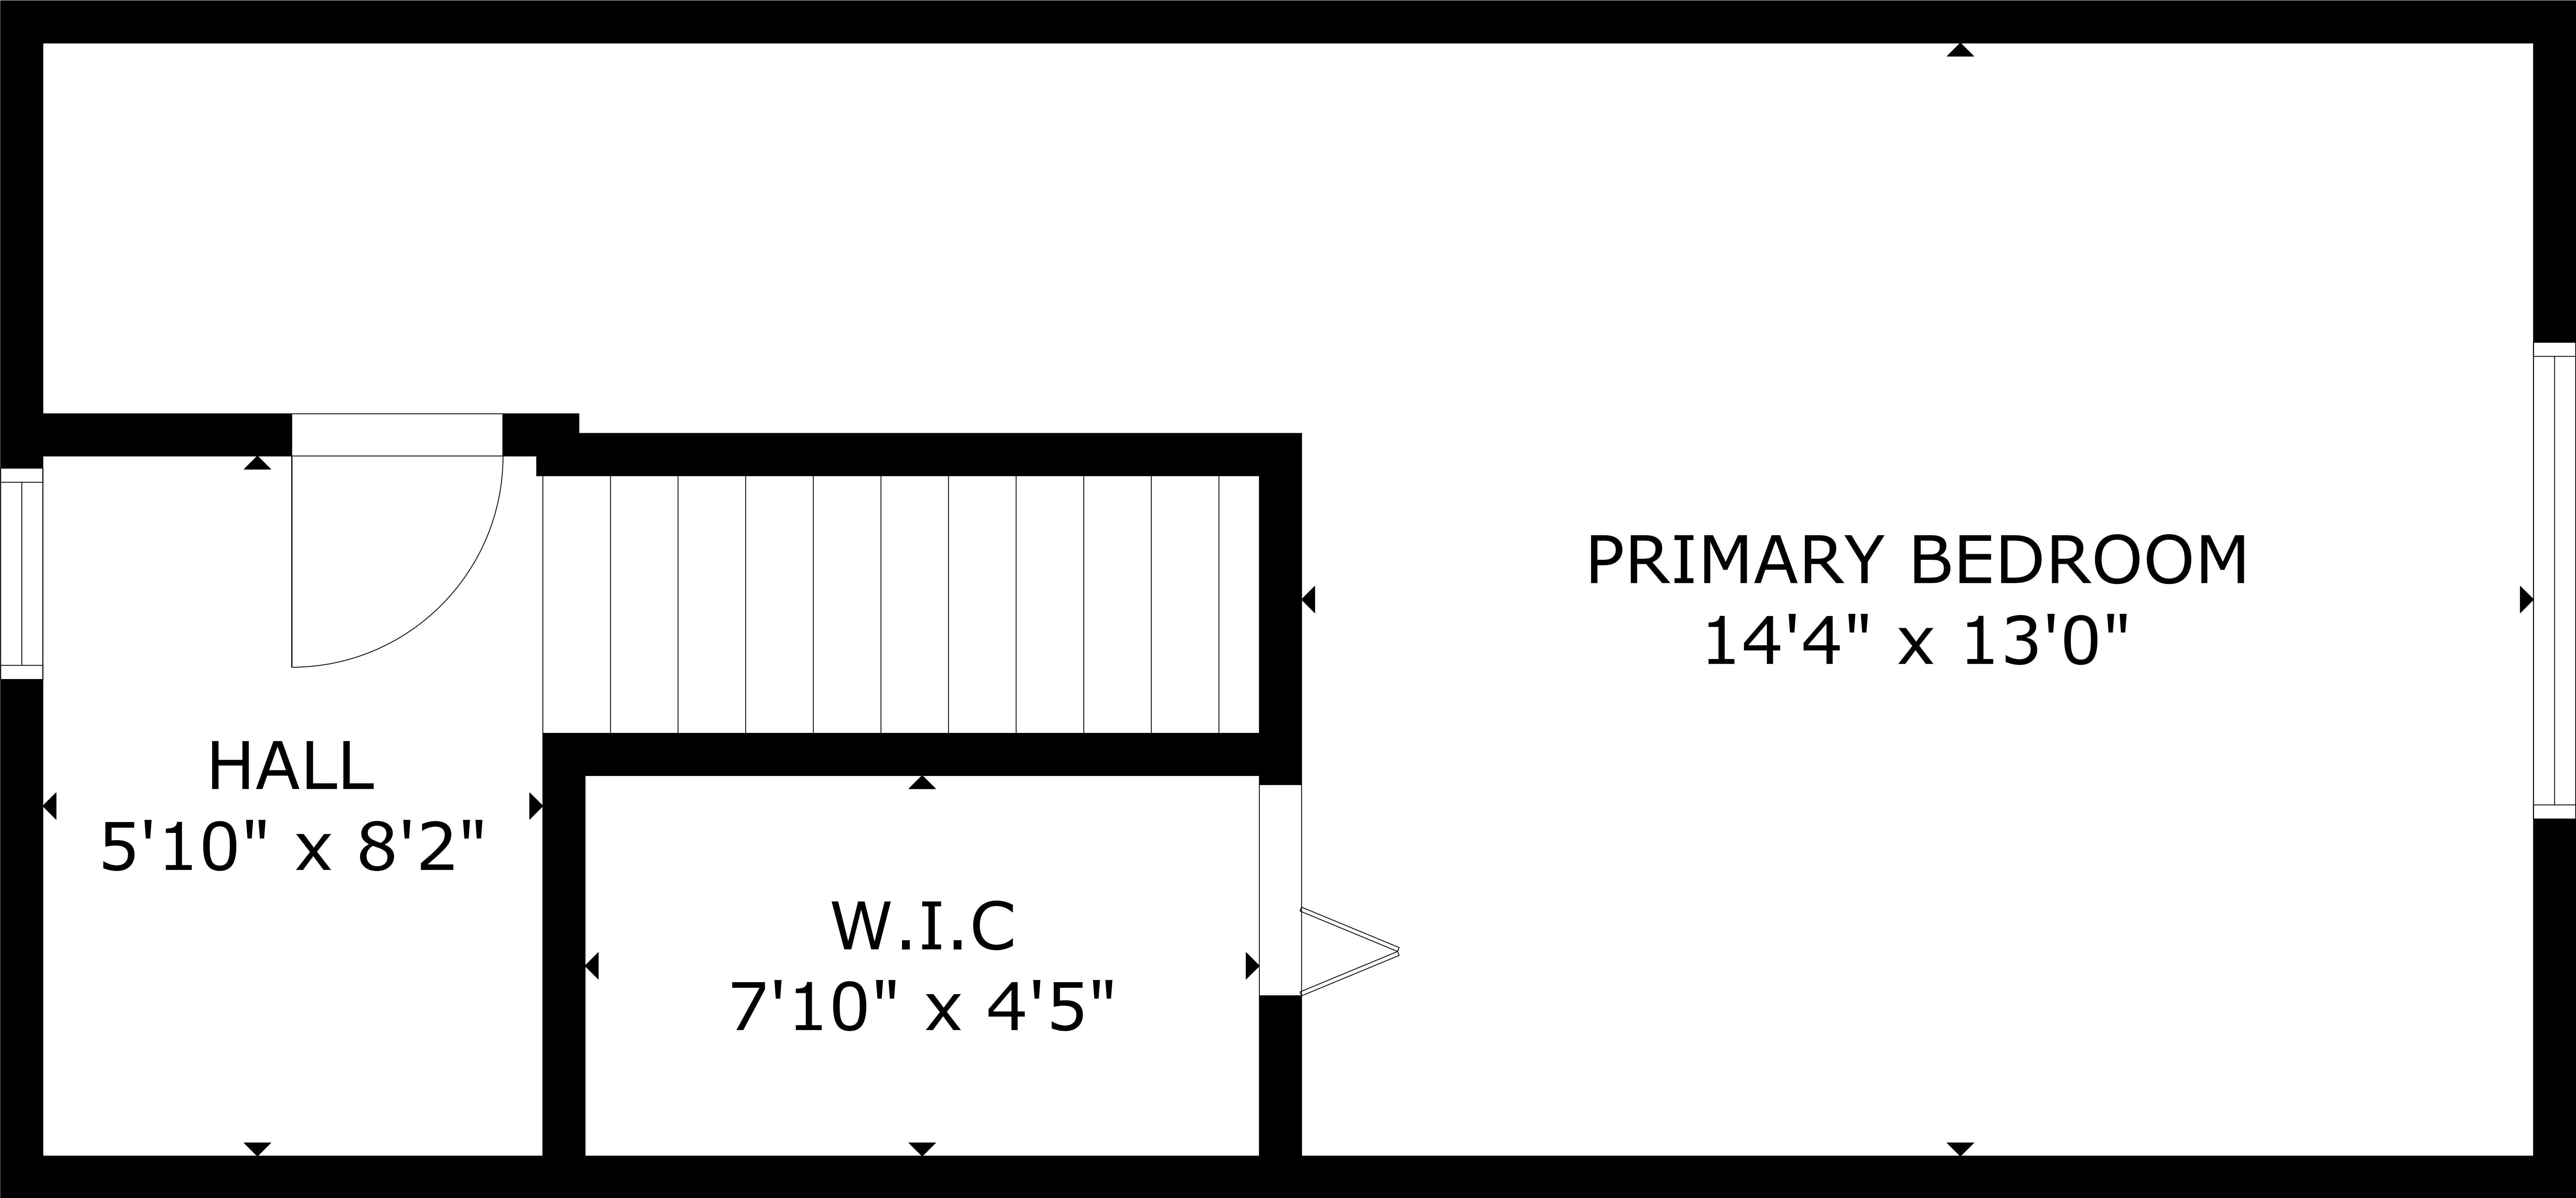 PRIMARY BEDROOM
14'4" x 13'0"
HALL
5'10" x 8'2"
W.I.C
7'10" x 4'5"